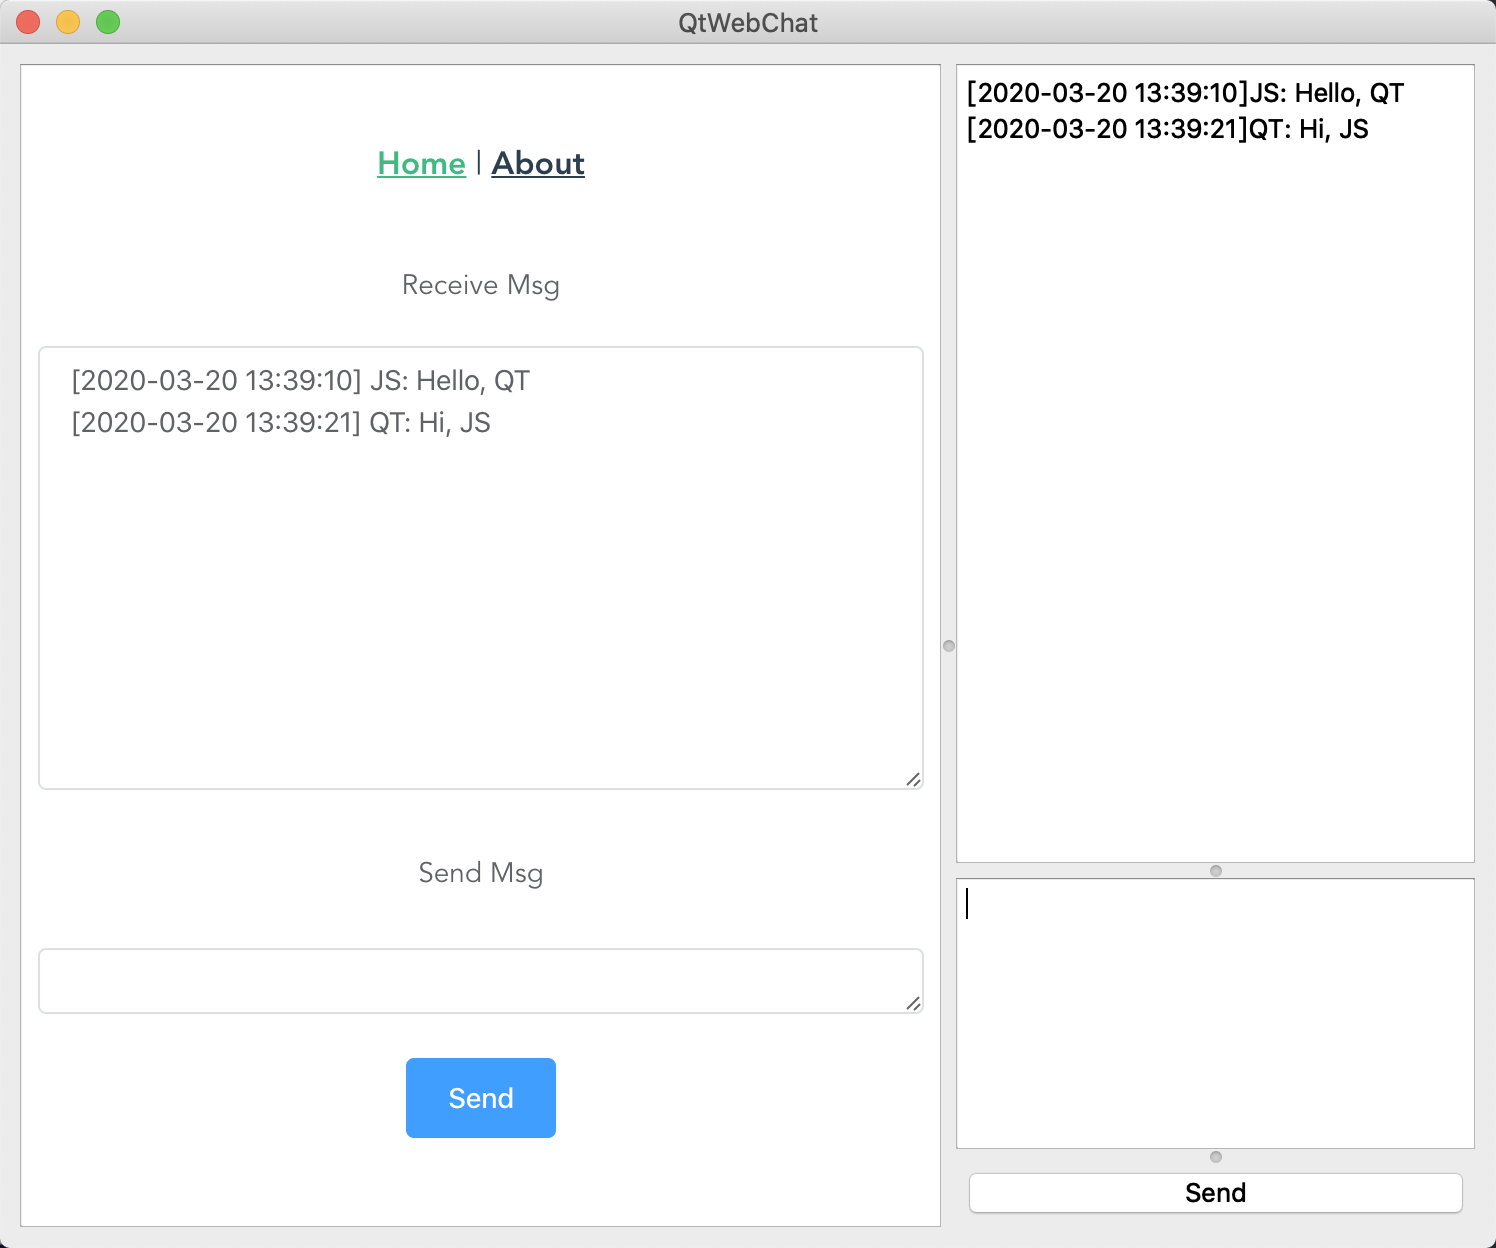 QtWebChat
Home | About
Receive Msg
[2020-03-20 13:39:10] JS: Hello, QT
[2020-03-20 13:39:21] QT: Hi, JS
Send Msg
Send
[2020-03-20 13:39:10]JS: Hello, QT
[2020-03-20 13:39:21]QT: Hi, JS
Send